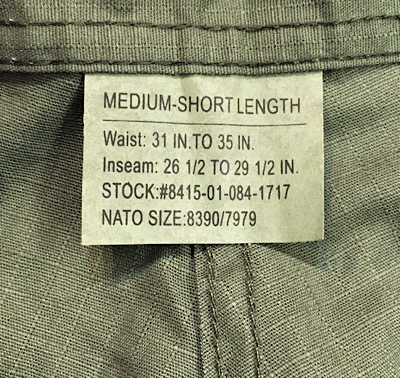 MEDIUM-SHORT LENGTH
Waist: 31 IN.TO 35 IN.
Inseam: 26 1/2 TO 29 1/2 IN.
STOCK:#8415-01-084-1717
NATO SIZE:8390/7979